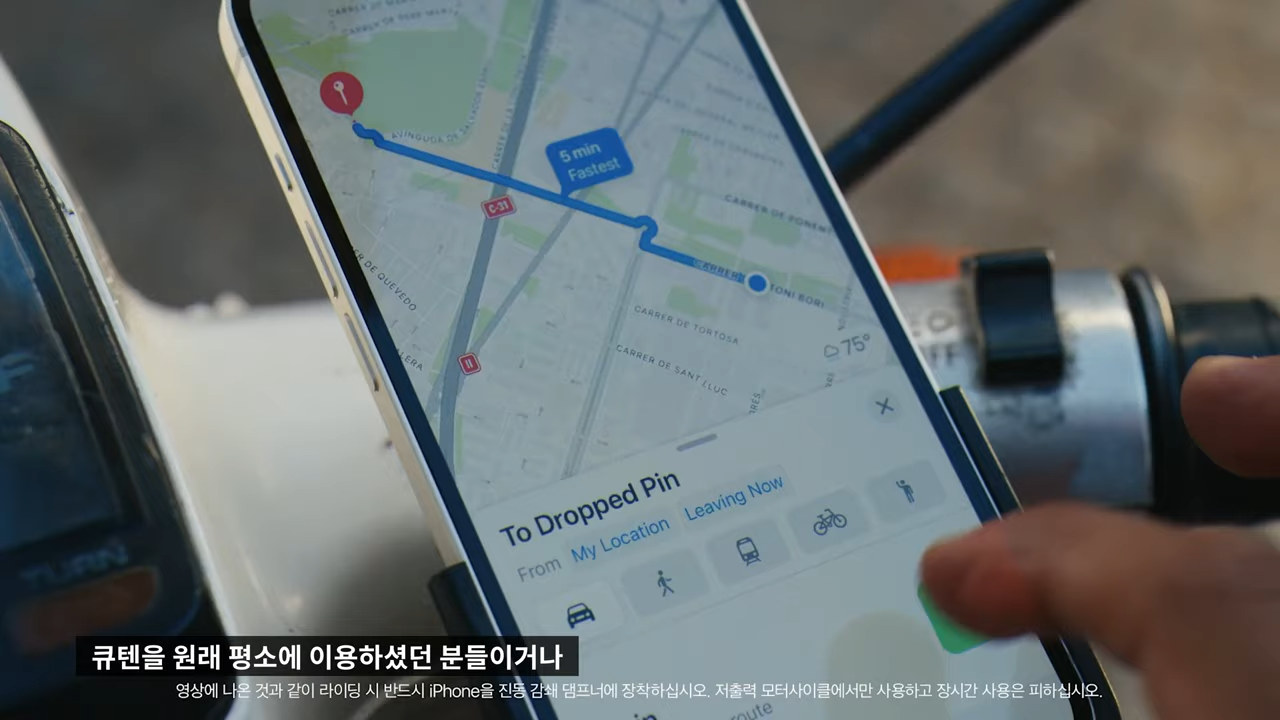 AVINGUDA DE
5 min
Fastest
C-31
CARRER DE PONENT
CARRER
TONI BORI
DE QUEVEDO
CARRER DE TORTOSA
CARRER DE SANT LLUC
75°
II
To Dropped Pin
From My Location Leaving Now
TURN
큐텐을 원래 평소에 이용하셨던 분들이거나
영상에 나온 것과 같이 라이딩 시 반드시 iPhone을 진동 감쇄 댐프너에 장착하십시오. 저출력 모터사이클에서만 사용하고 장시간 사용은 피하십시오.
route